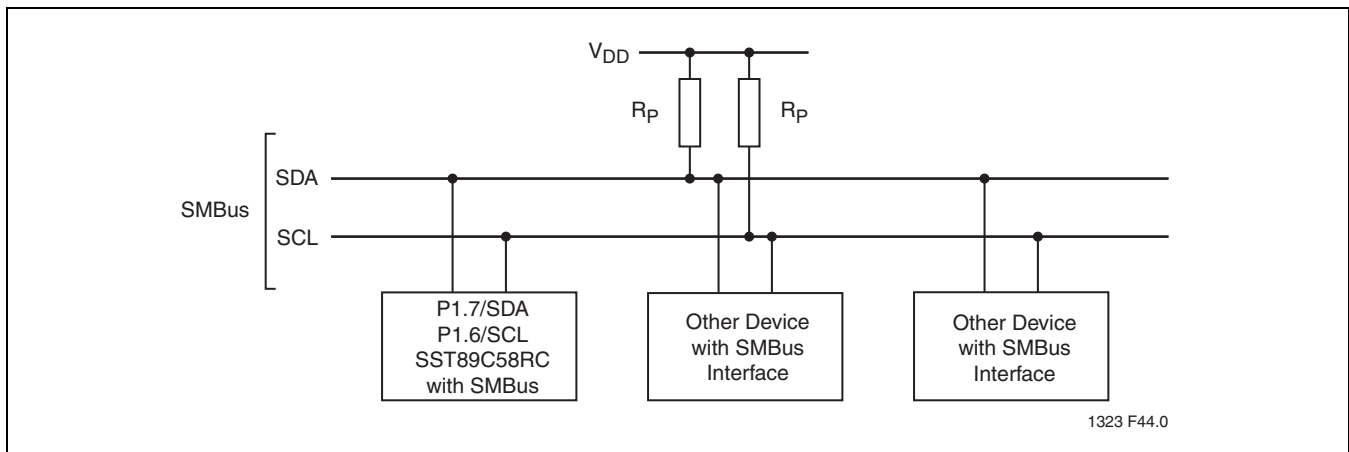 VDD
RP RP
SDA
SMBus
SCL
P1.7/SDA
P1.6/SCL
SST89C58RC
with SMBus
Other Device
with SMBus
Interface
Other Device
with SMBus
Interface
1323 F44.0